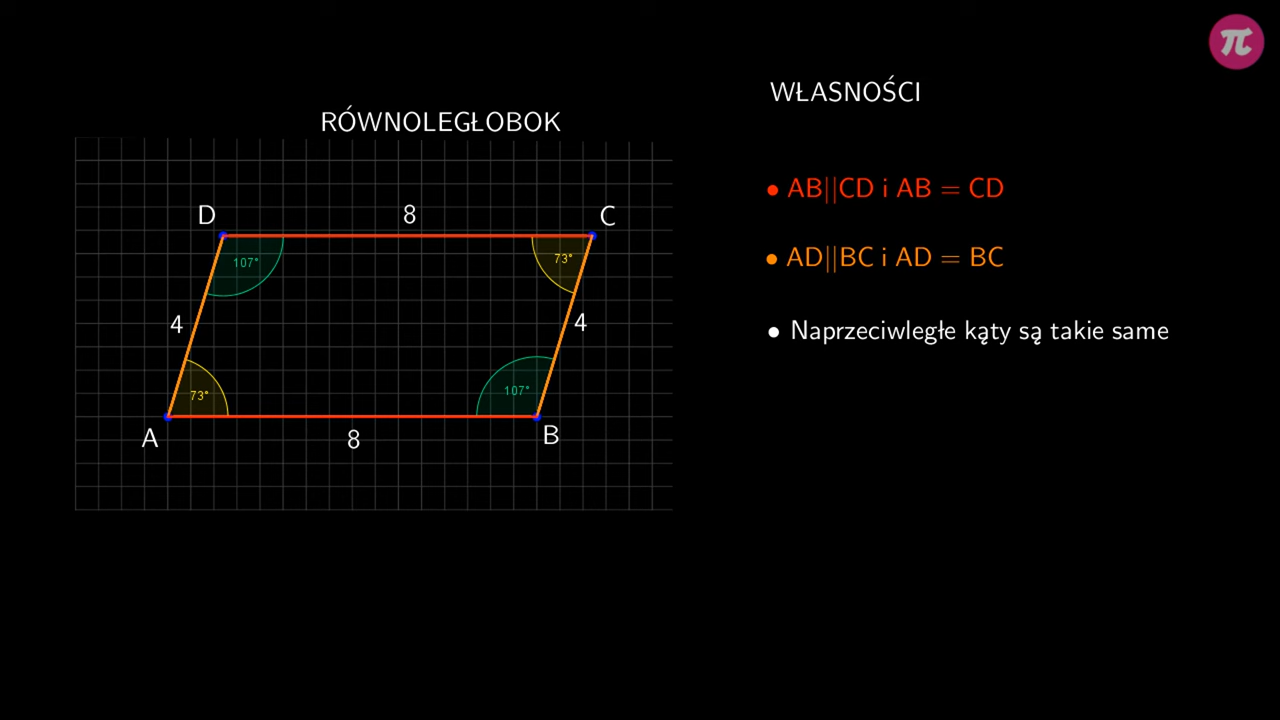 π
WŁASNOŚCI
RÓWNOLEGŁOBOK
• AB||CD i AB = CD
D 8 C
107° 73°
• AD||BC i AD = BC
4 4
• Naprzeciwległe kąty są takie same
73° 107°
A 8 B